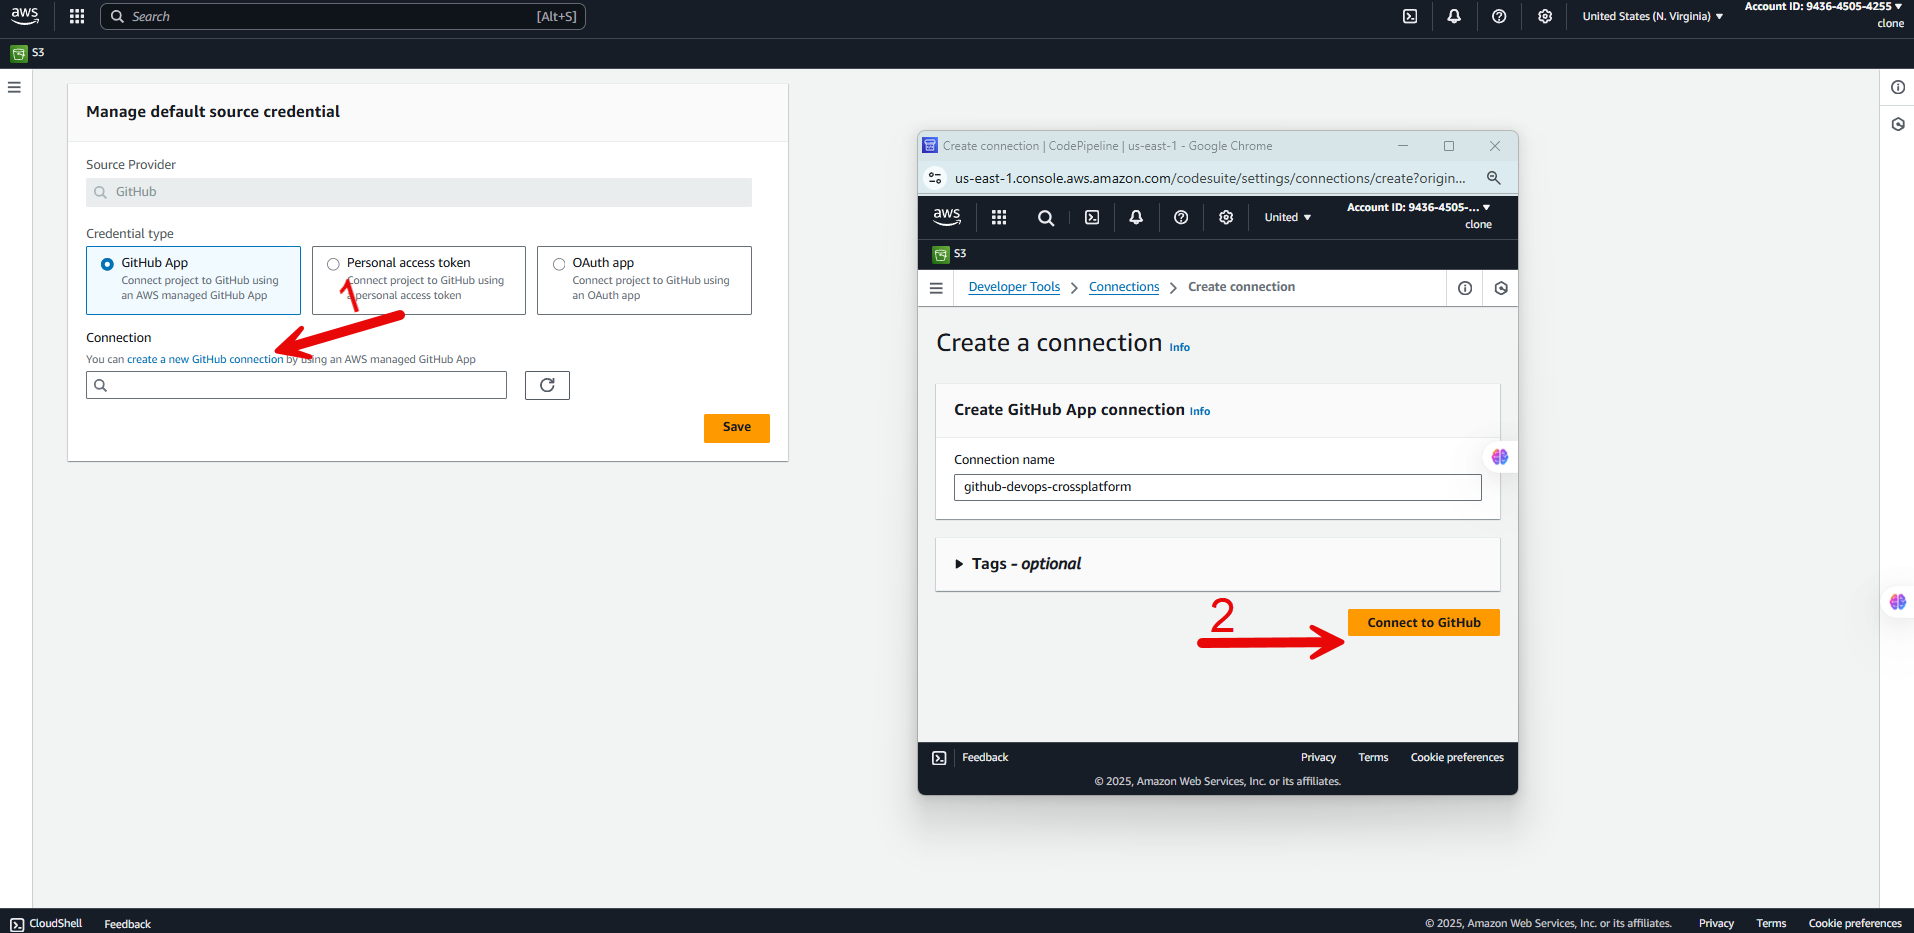 aws
Search
[Alt+S]
United States (N. Virginia)
Account ID: 9436-4505-4255
clone
S3
Manage default source credential
Source Provider
GitHub
Credential type
GitHub App
Connect project to GitHub using
an AWS managed GitHub App
Personal access token
Connect project to GitHub using
a personal access token
OAuth app
Connect project to GitHub using
an OAuth app
1
Connection
You can create a new GitHub connection by using an AWS managed GitHub App
Save
Create connection | CodePipeline | us-east-1 - Google Chrome
us-east-1.console.aws.amazon.com/codesuite/settings/connections/create?origin...
aws
United
Account ID: 9436-4505-...
clone
S3
Developer Tools
Connections
Create connection
Create a connection Info
Create GitHub App connection Info
Connection name
github-devops-crossplatform
Tags - optional
2
Connect to GitHub
Feedback
Privacy
Terms
Cookie preferences
© 2025, Amazon Web Services, Inc. or its affiliates.
CloudShell
Feedback
© 2025, Amazon Web Services, Inc. or its affiliates.
Privacy
Terms
Cookie preferences